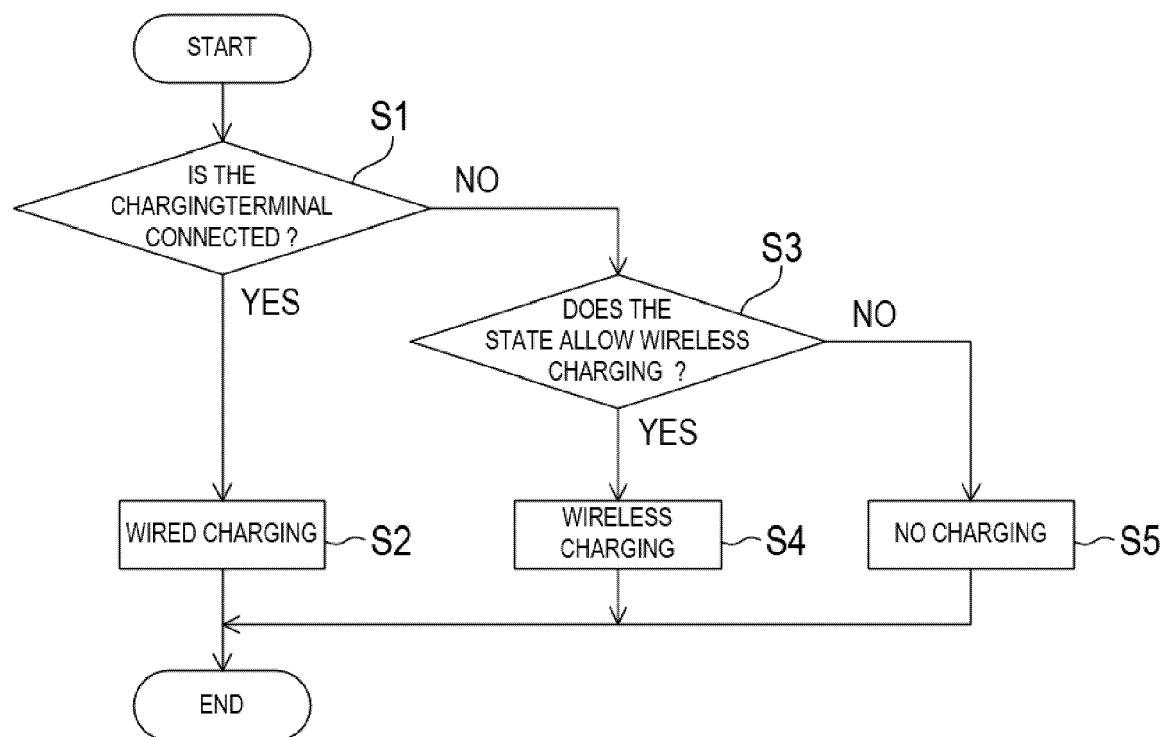 START
S1
IS THE
CHARGINGTERMINAL
CONNECTED ?
NO
YES
S3
DOES THE
STATE ALLOW WIRELESS
CHARGING ?
NO
YES
WIRED CHARGING
S2
WIRELESS
CHARGING
S4
NO CHARGING
S5
END